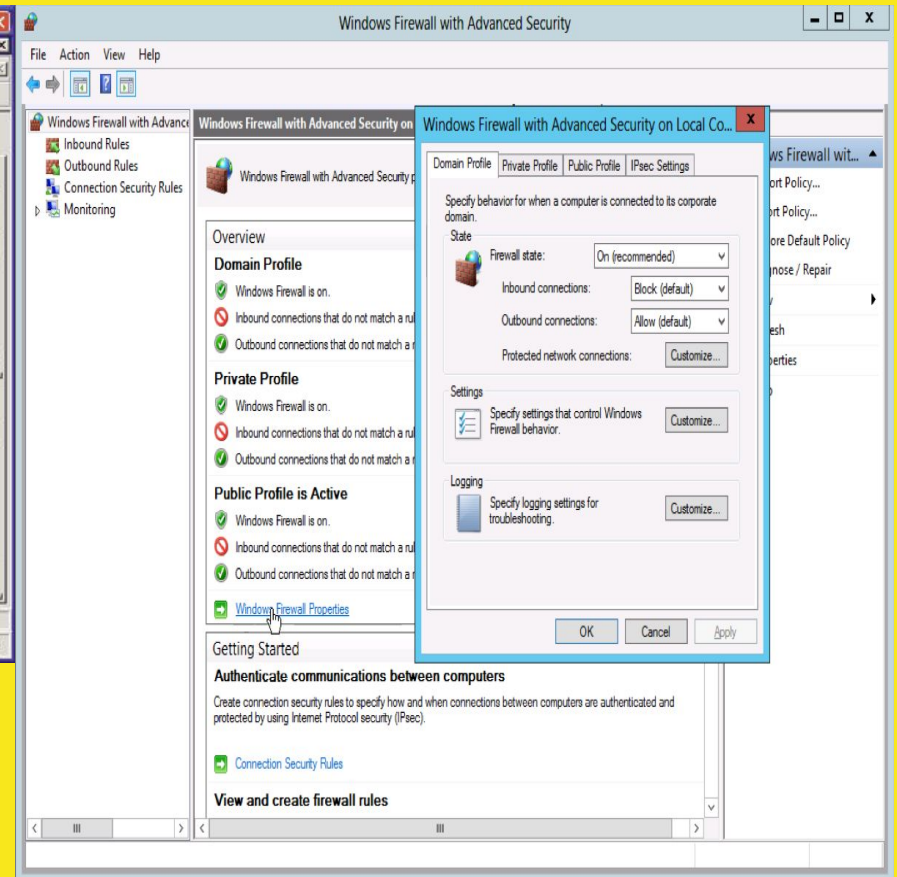 Windows Firewall with Advanced Security
File Action View Help
Windows Firewall with Advance
Inbound Rules
Outbound Rules
Connection Security Rules
Monitoring
Windows Firewall with Advanced Security on
Windows Firewall with Advanced Security p
Overview
Domain Profile
Windows Firewall is on.
Inbound connections that do not match a rul
Outbound connections that do not match a r
Private Profile
Windows Firewall is on.
Inbound connections that do not match a rul
Outbound connections that do not match a r
Public Profile is Active
Windows Firewall is on.
Inbound connections that do not match a rul
Outbound connections that do not match a r
Windows Firewall Properties
Getting Started
Authenticate communications between computers
Create connection security rules to specify how and when connections between computers are authenticated and
protected by using Internet Protocol security (IPsec).
Connection Security Rules
View and create firewall rules
Windows Firewall with Advanced Security on Local Co...
Domain Profile Private Profile Public Profile IPsec Settings
Specify behavior for when a computer is connected to its corporate
domain.
State
Firewall state: On (recommended)
Inbound connections: Block (default)
Outbound connections: Allow (default)
Protected network connections: Customize...
Settings
Specify settings that control Windows
Firewall behavior.
Customize...
Logging
Specify logging settings for
troubleshooting.
Customize...
OK Cancel Apply
ws Firewall wit...
ort Policy...
ort Policy...
ore Default Policy
nose / Repair
esh
perties